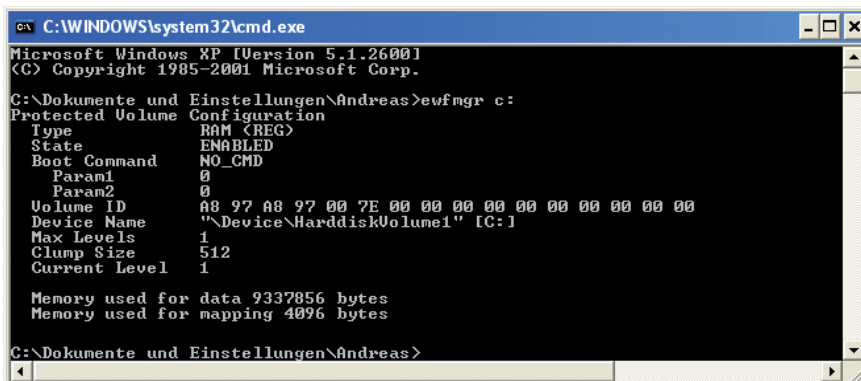 C:\WINDOWS\system32\cmd.exe
Microsoft Windows XP [Version 5.1.2600]
(C) Copyright 1985-2001 Microsoft Corp.
C:\Dokumente und Einstellungen\Andreas>ewfmgr c:
Protected Volume Configuration
Type RAM (REG)
State ENABLED
Boot Command NO_CMD
Param1 0
Param2 0
Volume ID A8 97 A8 97 00 7E 00 00 00 00 00 00 00 00 00 00
Device Name "\Device\HarddiskVolume1" [C:]
Max Levels 1
Clump Size 512
Current Level 1
Memory used for data 9337856 bytes
Memory used for mapping 4096 bytes
C:\Dokumente und Einstellungen\Andreas>